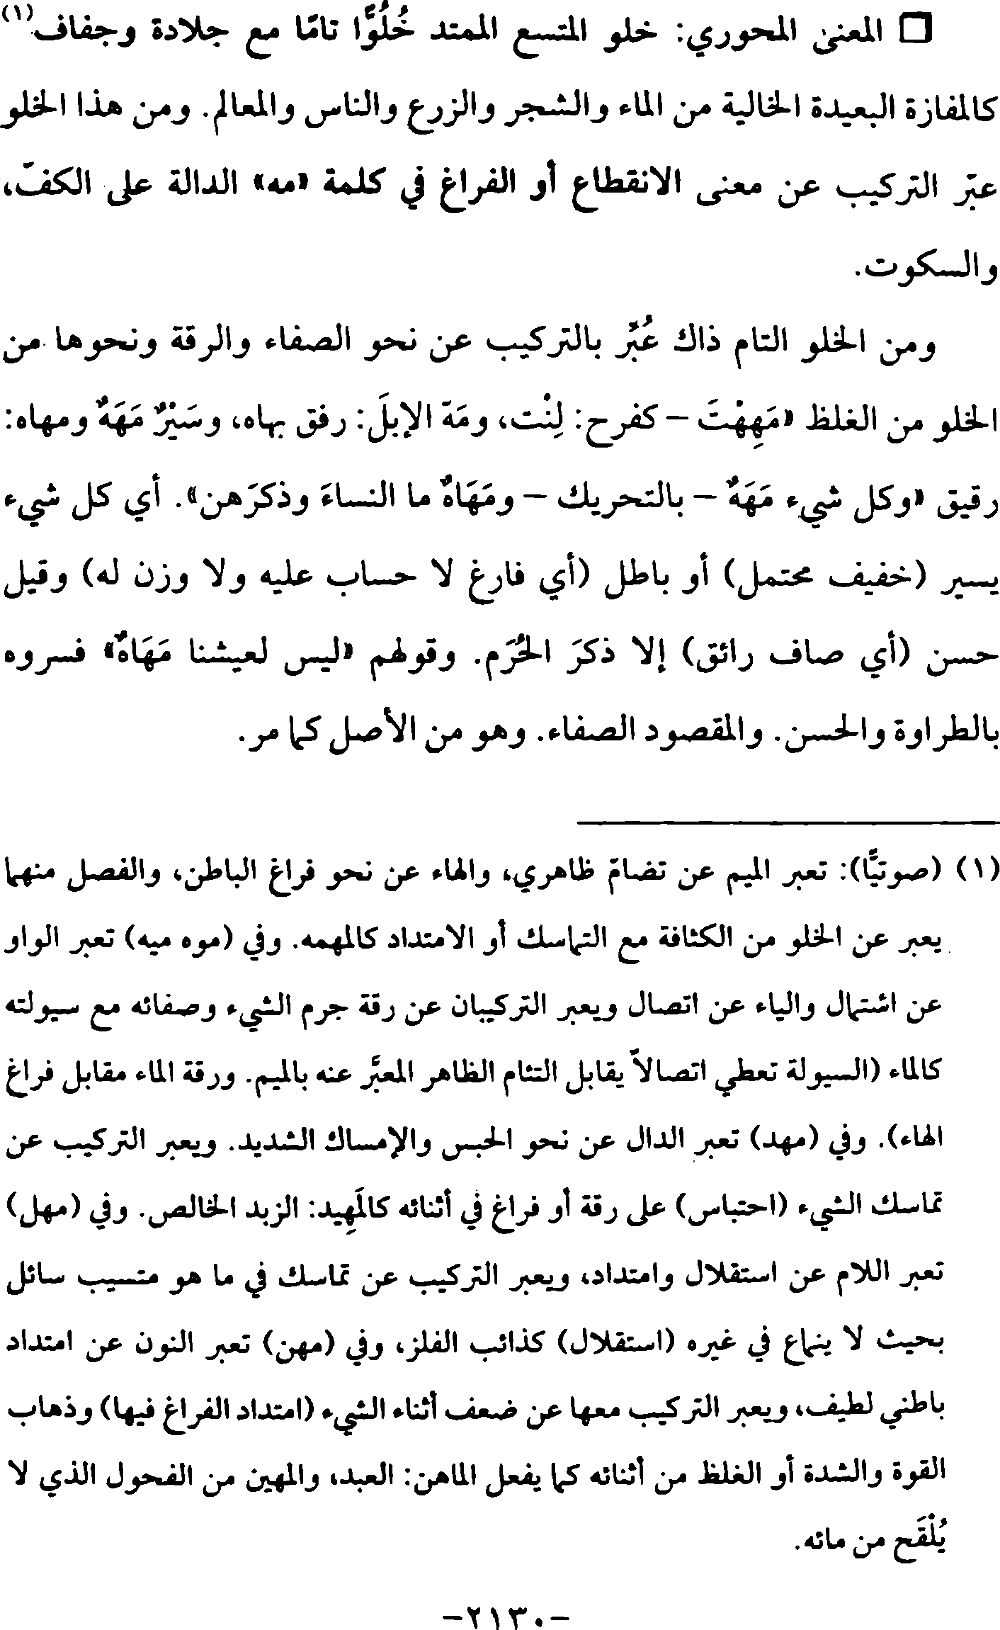 □ المعنى المحوري: خلو المتسع الممتد خُلُوًّا تامًا مع جلادة وجفاف(١)
كالمفازة البعيدة الخالية من الماء والشجر والزرع والناس والمعالم. ومن هذا الخلو
عبّر التركيب عن معنى الانقطاع أو الفراغ في كلمة «مه» الدالة على الكفّ،
والسكوت.
ومن الخلو التام ذاك عُبِّر بالتركيب عن نحو الصفاء والرقة ونحوها من
الخلو من الغلظ «مَهِهْتَ – كفرح: لِنْت، ومَهّ الإبلَ: رفق بهاه، وسَيْرٌ مَهَهٌ ومهاه:
رقيق «وكل شيء مَهَهٌ – بالتحريك – ومَهَاهٌ ما النساءَ وذكرَهن». أي كل شيء
يسير (خفيف محتمل) أو باطل (أي فارغ لا حساب عليه ولا وزن له) وقيل
حسن (أي صاف رائق) إلا ذكرَ الحُرَم. وقولهم «ليس لعيشنا مَهَاهٌ» فسروه
بالطراوة والحسن. والمقصود الصفاء. وهو من الأصل كما مر.
(١) (صوتيًّا): تعبر الميم عن تضامّ ظاهري، والهاء عن نحو فراغ الباطن، والفصل منهما
يعبر عن الخلو من الكثافة مع التماسك أو الامتداد كالمهمه. وفي (موه ميه) تعبر الواو
عن اشتمال والياء عن اتصال ويعبر التركيبان عن رقة جرم الشيء وصفائه مع سيولته
كالماء (السيولة تعطي اتصالاً يقابل التئام الظاهر المعبَّر عنه بالميم. ورقة الماء مقابل فراغ
الهاء). وفي (مهد) تعبر الدال عن نحو الحبس والإمساك الشديد. ويعبر التركيب عن
تماسك الشيء (احتباس) على رقة أو فراغ في أثنائه كالَمهِيد: الزبد الخالص. وفي (مهل)
تعبر اللام عن استقلال وامتداد، ويعبر التركيب عن تماسك في ما هو متسيب سائل
بحيث لا ينماع في غيره (استقلال) كذائب الفلز، وفي (مهن) تعبر النون عن امتداد
باطني لطيف، ويعبر التركيب معها عن ضعف أثناء الشيء (امتداد الفراغ فيها) وذهاب
القوة والشدة أو الغلظ من أثنائه كما يفعل الماهن: العبد، والمهين من الفحول الذي لا
يُلْقَح من مائه.
-٢١٣٠-